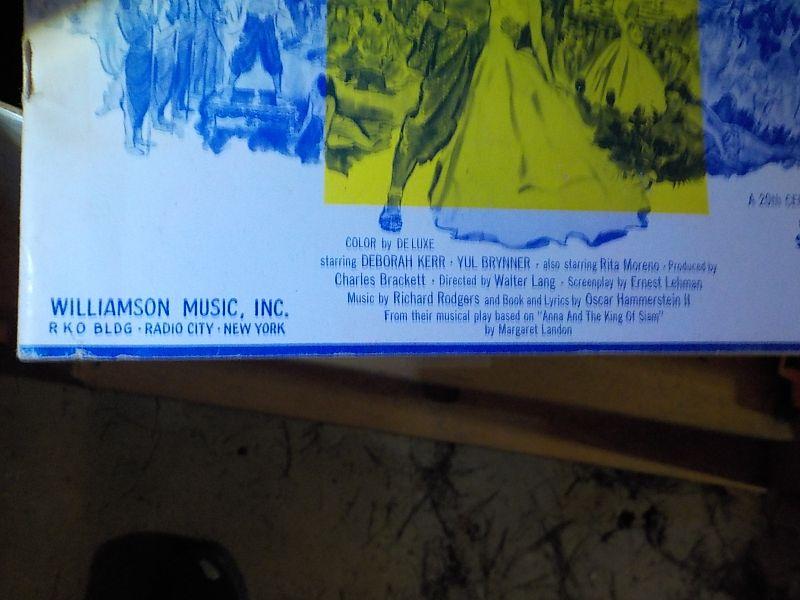 A 20th
COLOR by DE LUXE
starring DEBORAH KERR · YUL BRYNNER · also starring Rita Moreno · Produced by
Charles Brackett · Directed by Walter Lang · Screenplay by Ernest Lehman
Music by Richard Rodgers and Book and Lyrics by Oscar Hammerstein II
From their musical play based on "Anna And The King Of Siam"
by Margaret Landon
WILLIAMSON MUSIC, INC.
RKO BLDG · RADIO CITY · NEW YORK